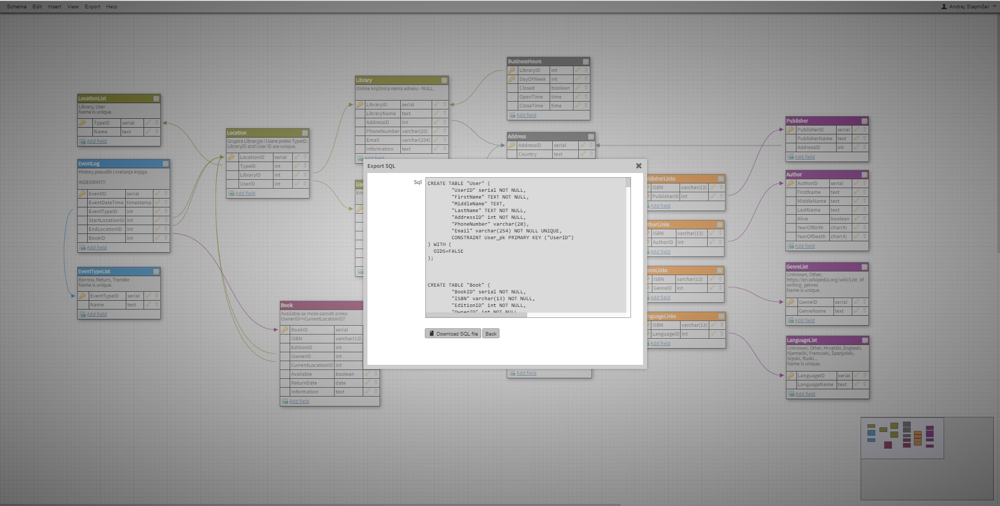 Schema Edit Insert View Export Help
Andrej Slapničar
LocationList
Library, User
Name is unique.
TypeID serial
Name text
Add field
EventLog
History posudbi i vraćanja knjiga.
INDEXIRATI?!
EventID serial
EventDateTime timestamp
EventTypeID int
StartLocationID int
EndLocationID int
BookID int
Add field
EventTypeList
Borrow, Return, Transfer
Name is unique.
EventTypeID serial
Name text
Add field
Location
Grupira Libraryje i Usere preko TypeID.
LibraryID and User ID are unique.
LocationID serial
TypeID int
LibraryID int
UserID int
Add field
Library
Online knjižnica nema adresu - NULL.
LibraryID serial
LibraryName text
AddressID int
PhoneNumber varchar(20)
Email varchar(254)
Information text
Add field
Book
Available se može saznati preko
OwnerID==CurrentLocationID?
BookID serial
ISBN varchar(13)
EditionID int
OwnerID int
CurrentLocationID int
Available boolean
ReturnDate date
Information text
Add field
BusinessHours
LibraryID int
DayOfWeek int
Closed boolean
OpenTime time
CloseTime time
Add field
Address
AddressID serial
Country text
Export SQL
Sql
CREATE TABLE "User" (
"UserID" serial NOT NULL,
"FirstName" TEXT NOT NULL,
"MiddleName" TEXT,
"LastName" TEXT NOT NULL,
"AddressID" int NOT NULL,
"PhoneNumber" varchar(20),
"Email" varchar(254) NOT NULL UNIQUE,
CONSTRAINT User_pk PRIMARY KEY ("UserID")
) WITH (
OIDS=FALSE
);
CREATE TABLE "Book" (
"BookID" serial NOT NULL,
"ISBN" varchar(13) NOT NULL,
"EditionID" int NOT NULL,
"OwnerID" int NOT NULL
Download SQL file Back
Add field
blisherLinks
ISBN varchar(13)
PublisherID int
Add field
thorLinks
ISBN varchar(13)
AuthorID int
Add field
nreLinks
ISBN varchar(13)
GenreID int
Add field
nguageLinks
ISBN varchar(13)
LanguageID int
Add field
Publisher
PublisherID serial
PublisherName text
AddressID int
Add field
Author
AuthorID serial
FirstName text
MiddleName text
LastName text
Alive boolean
YearOfBirth char(4)
YearOfDeath char(4)
Add field
GenreList
Unknown, Other,
https://en.wikipedia.org/wiki/List_of_
writing_genres
Name is unique.
GenreID serial
GenreName text
Add field
LanguageList
Unknown, Other, Hrvatski, Engleski,
Njemački, Francuski, Španjolski,
Srpski, Ruski...
Name is unique.
LanguageID serial
LanguageName text
Add field